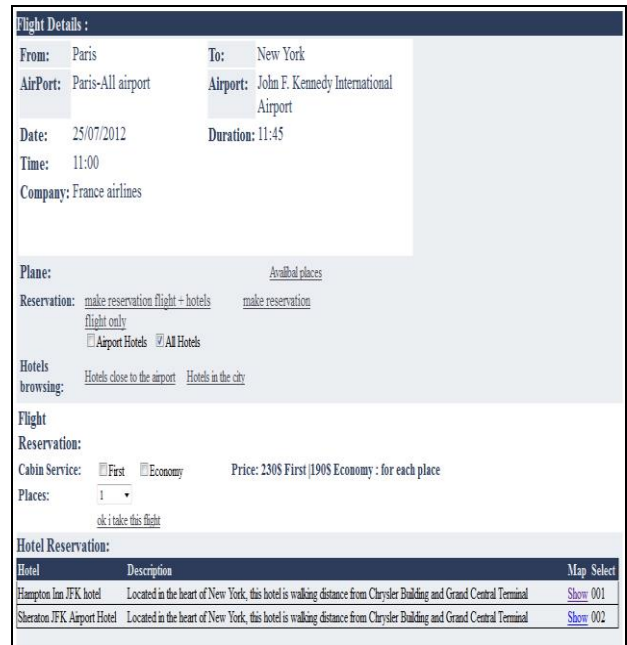 Flight Details :
From: Paris To: New York
AirPort: Paris-All airport Airport: John F. Kennedy International
Airport
Date: 25/07/2012 Duration: 11:45
Time: 11:00
Company: France airlines
Plane: Availbal places
Reservation: make reservation flight + hotels make reservation
flight only
Airport Hotels All Hotels
Hotels
browsing: Hotels close to the airport Hotels in the city
Flight
Reservation:
Cabin Service: First Economy Price: 230$ First |190$ Economy : for each place
Places: 1
ok i take this flight
Hotel Reservation:
Hotel Description Map Select
Hampton Inn JFK hotel Located in the heart of New York, this hotel is walking distance from Chrysler Building and Grand Central Terminal Show 001
Sheraton JFK Airport Hotel Located in the heart of New York, this hotel is walking distance from Chrysler Building and Grand Central Terminal Show 002